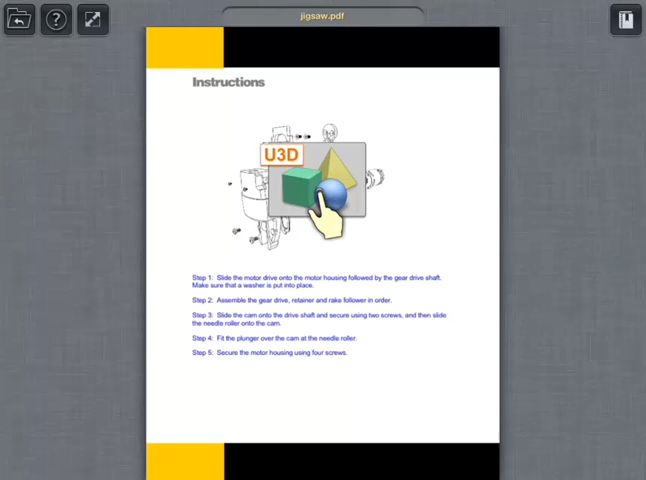 jigsaw.pdf
Instructions
U3D
Step 1: Slide the motor drive onto the motor housing followed by the gear drive shaft.
Make sure that a washer is put into place.
Step 2: Assemble the gear drive, retainer and rake follower in order.
Step 3: Slide the cam onto the drive shaft and secure using two screws, and then slide
the needle roller onto the cam.
Step 4: Fit the plunger over the cam at the needle roller.
Step 5: Secure the motor housing using four screws.